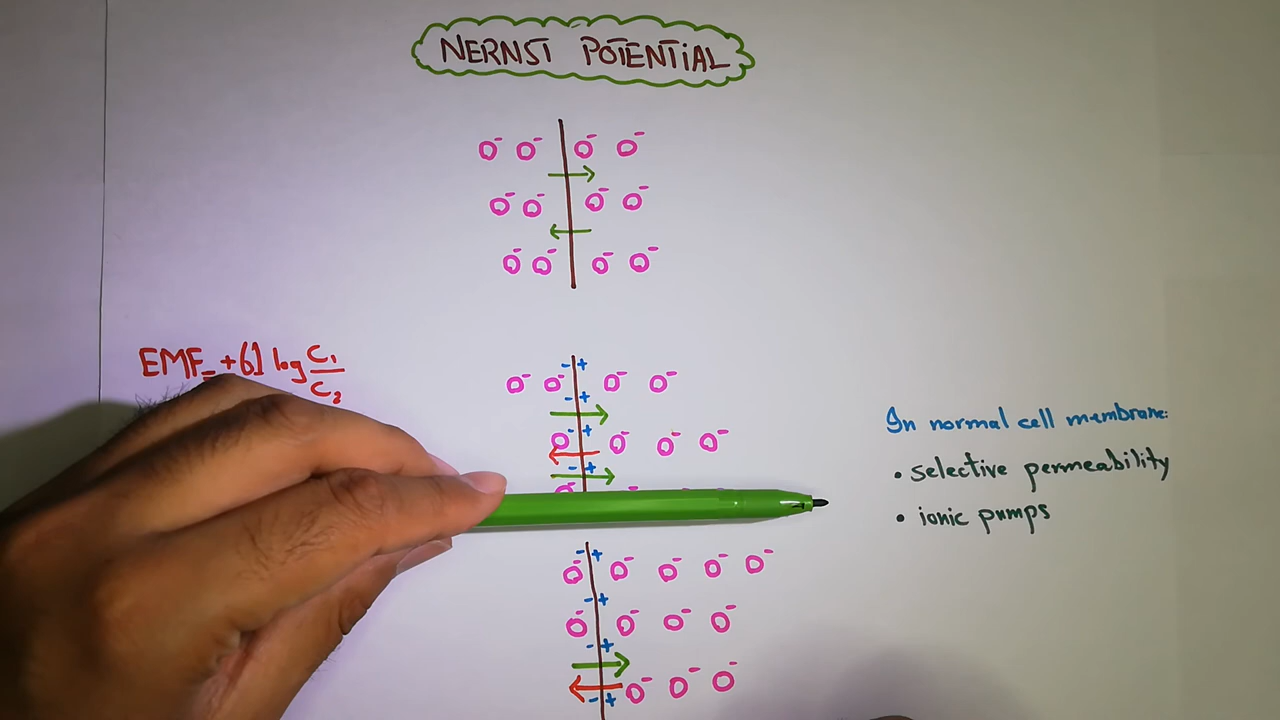 NERNST POTENTIAL
EMF = +61 log C₁/C₂
In normal cell membrane:
• selective permeability
• ionic pumps